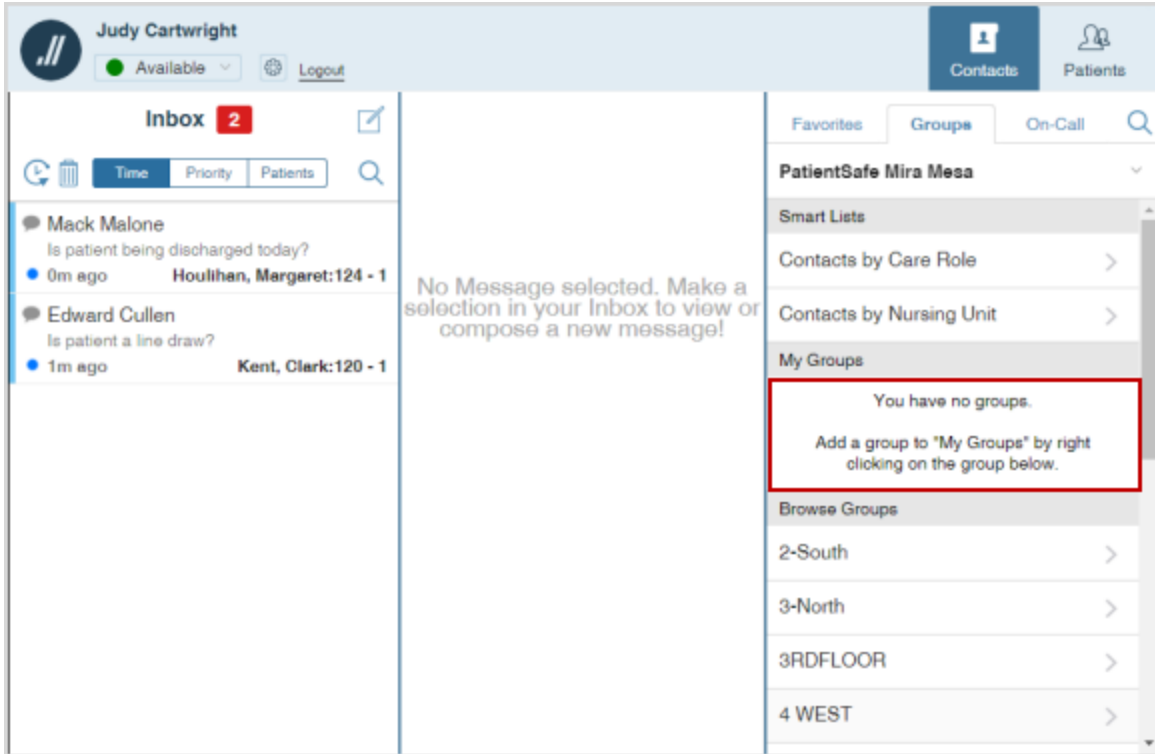 Judy Cartwright
Available
Logout
Contacts
Patients
Inbox 2
Time Priority Patients
Mack Malone
Is patient being discharged today?
0m ago Houlihan, Margaret:124 - 1
Edward Cullen
Is patient a line draw?
1m ago Kent, Clark:120 - 1
No Message selected. Make a
selection in your Inbox to view or
compose a new message!
Favorites Groups On-Call
PatientSafe Mira Mesa
Smart Lists
Contacts by Care Role
Contacts by Nursing Unit
My Groups
You have no groups.
Add a group to "My Groups" by right
clicking on the group below.
Browse Groups
2-South
3-North
3RDFLOOR
4 WEST